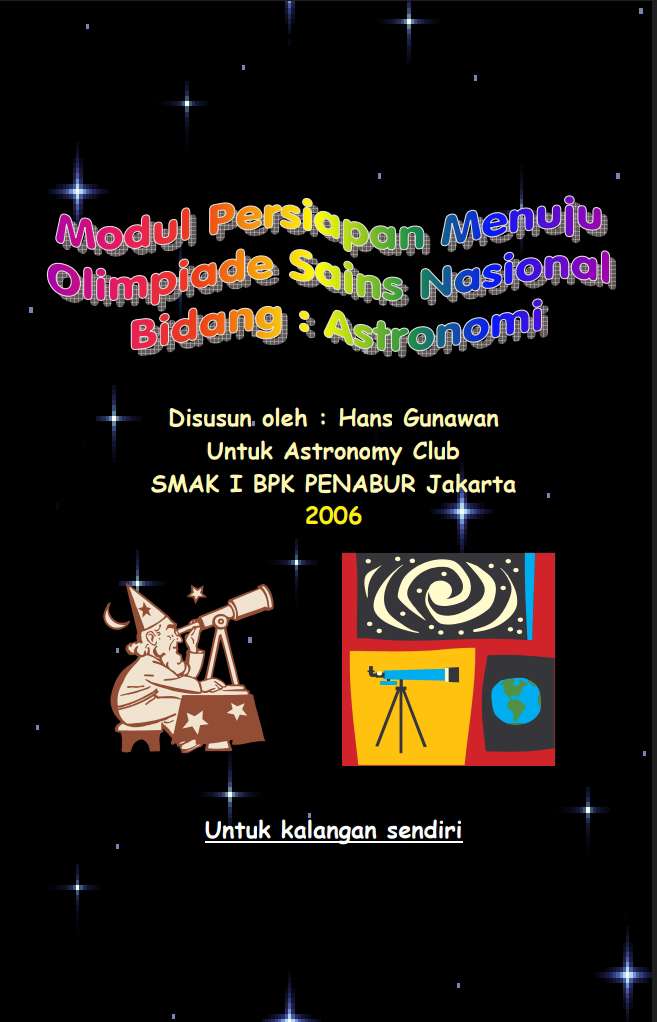 Modul Persiapan Menuju
Olimpiade Sains Nasional
Bidang : Astronomi
Disusun oleh : Hans Gunawan
Untuk Astronomy Club
SMAK I BPK PENABUR Jakarta
2006
Untuk kalangan sendiri